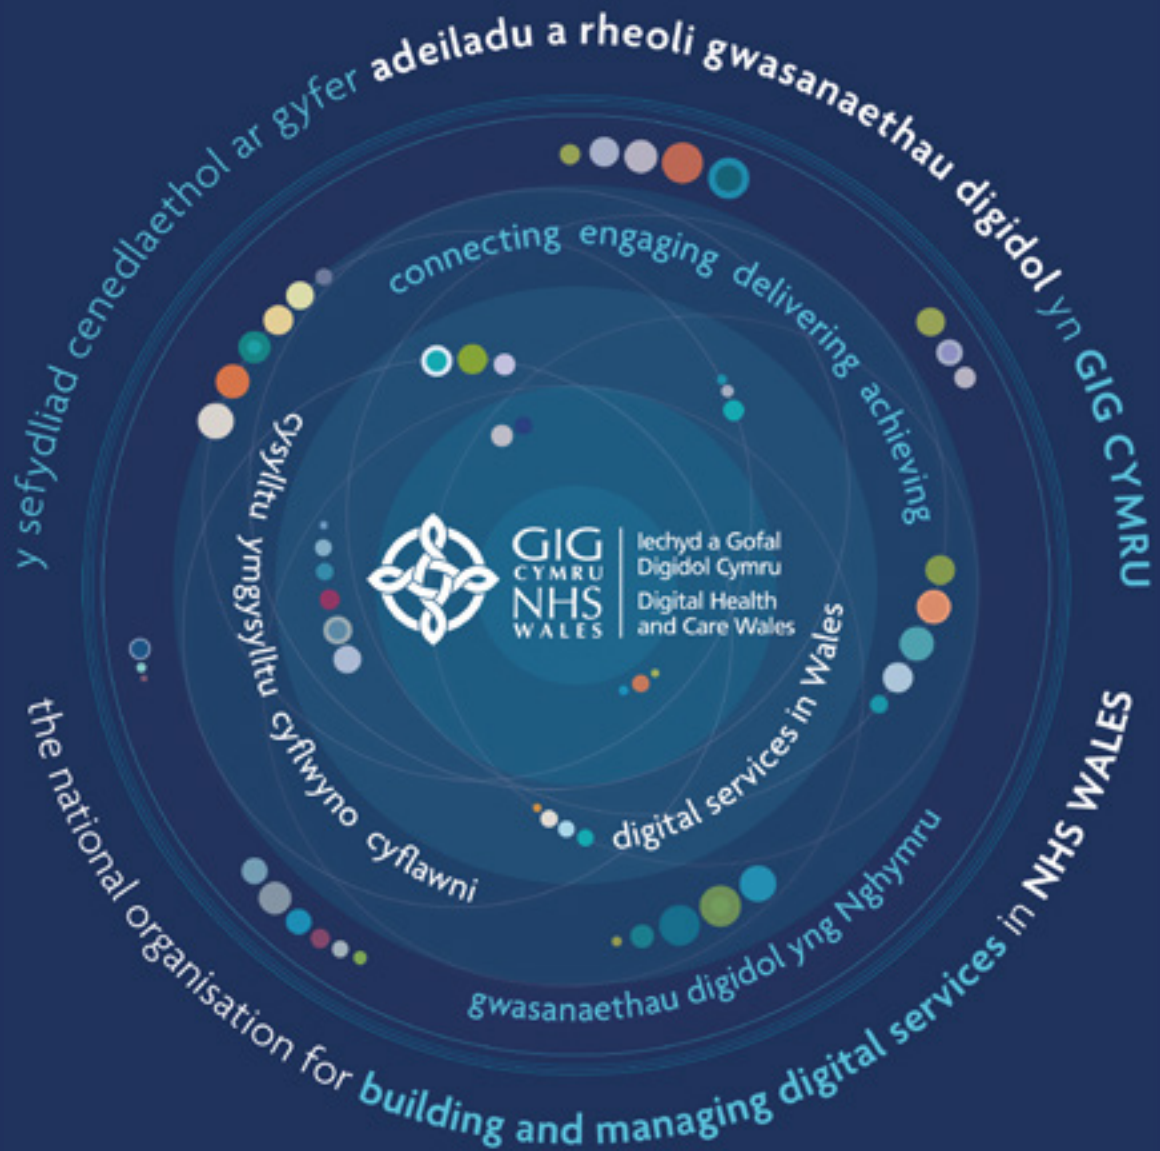 y sefydliad cenedlaethol ar gyfer adeiladu a rheoli gwasanaethau digidol yn GIG CYMRU
connecting engaging delivering achieving
cysylltu ymgysylltu cyflwyno cyflawni
GIG
CYMRU
NHS
WALES
Iechyd a Gofal
Digidol Cymru
Digital Health
and Care Wales
digital services in Wales
gwasanaethau digidol yng Nghymru
the national organisation for building and managing digital services in NHS WALES